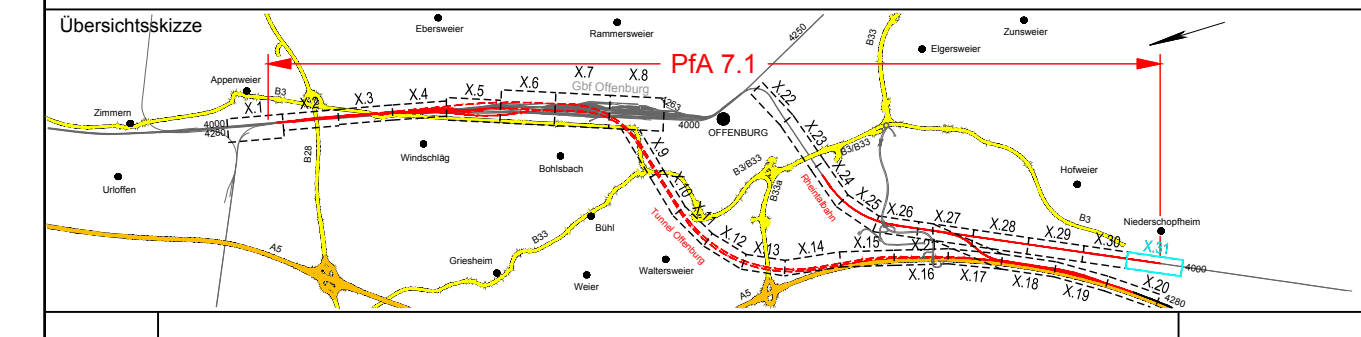 Übersichtsskizze
Ebersweier
Rammersweier
Zunsweier
4250
B33
Elgersweier
PfA 7.1
Appenweier
B3
Zimmern
X.1
X.2
X.3
X.4
X.5
X.6
X.7
X.8
Gbf Offenburg
4263
4000
4280
4000
OFFENBURG
X.22
X.23
X.24
X.25
X.26
X.27
X.28
X.29
X.30
X.31
B28
Windschläg
Bohlsbach
B3/B33
B3/B33
B33a
Rheintalbahn
Hofweier
B3
Niederschopfheim
4000
Urloffen
X.9
X.10
X.11
X.12
X.13
X.14
X.15
X.21
X.16
X.17
X.18
X.19
X.20
4280
Tunnel Offenburg
Bühl
B33
Griesheim
Weier
Waltersweier
A5
A5